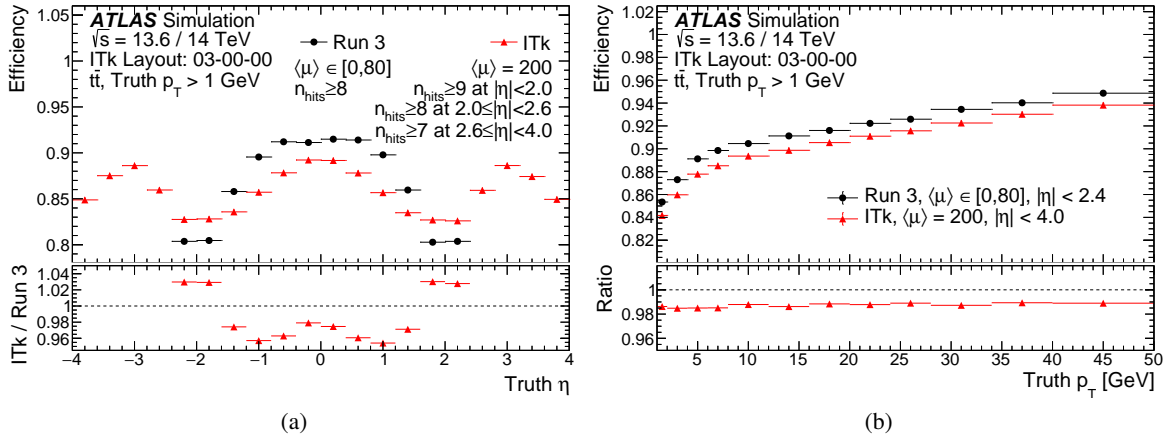 ATLAS Simulation
√s = 13.6 / 14 TeV
ITk Layout: 03-00-00
tt̄, Truth p_T > 1 GeV
Run 3
⟨μ⟩ ∈ [0,80]
n_hits≥8
ITk
⟨μ⟩ = 200
n_hits≥9 at |η|<2.0
n_hits≥8 at 2.0≤|η|<2.6
n_hits≥7 at 2.6≤|η|<4.0
Efficiency
1.05
1
0.95
0.9
0.85
0.8
ITk / Run 3
1.04
1.02
1
0.98
0.96
−4 −3 −2 −1 0 1 2 3 4
Truth η
(a)
ATLAS Simulation
√s = 13.6 / 14 TeV
ITk Layout: 03-00-00
tt̄, Truth p_T > 1 GeV
Efficiency
1.02
1
0.98
0.96
0.94
0.92
0.9
0.88
0.86
0.84
0.82
Run 3, ⟨μ⟩ ∈ [0,80], |η| < 2.4
ITk, ⟨μ⟩ = 200, |η| < 4.0
Ratio
1
0.98
0.96
5 10 15 20 25 30 35 40 45 50
Truth p_T [GeV]
(b)